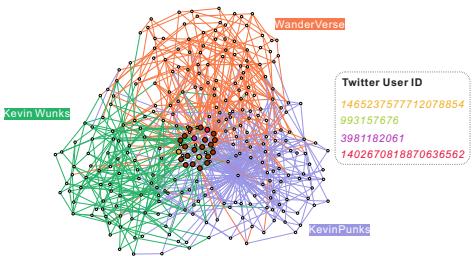 WanderVerse
Kevin Wunks
Twitter User ID
1465237577712078854
993157676
3981182061
1402670818870636562
KevinPunks